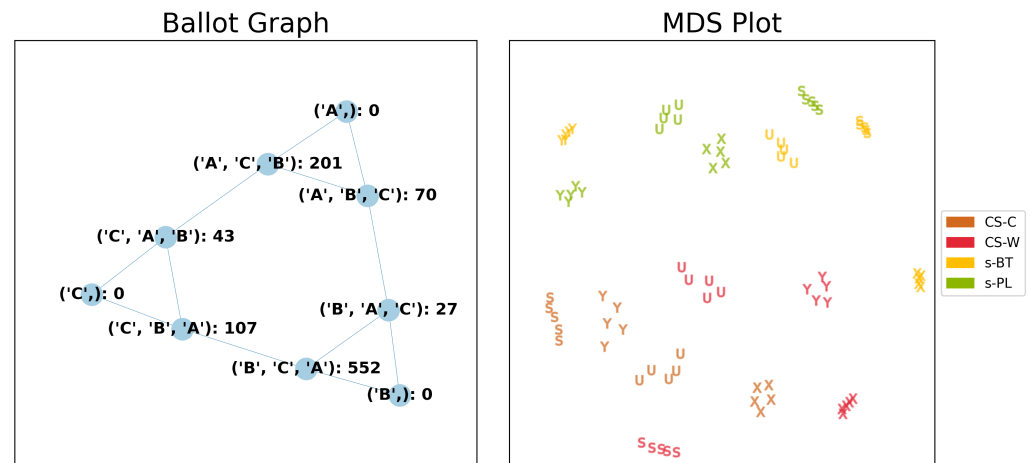 Ballot Graph
('A',): 0
('A', 'C', 'B'): 201
('A', 'B', 'C'): 70
('C', 'A', 'B'): 43
('C',): 0
('B', 'A', 'C'): 27
('C', 'B', 'A'): 107
('B', 'C', 'A'): 552
('B',): 0
MDS Plot
S S S S S
U U U U U
S S S S S
Y Y Y Y Y
U U U U U
X X X X X
Y Y Y Y Y
U U U U U
X X X X X
Y Y Y Y Y
S S S S S
Y Y Y Y Y
U U U U U
X X X X X
X X X X X
S S S S S
CS-C
CS-W
s-BT
s-PL